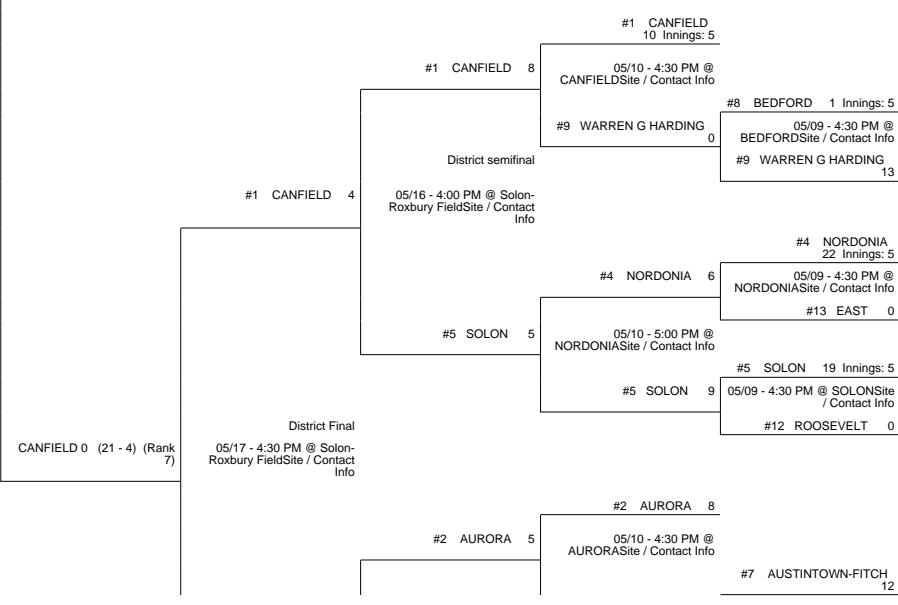 #1 CANFIELD
10 Innings: 5
#1 CANFIELD 8
05/10 - 4:30 PM @
CANFIELDSite / Contact Info
#8 BEDFORD 1 Innings: 5
#9 WARREN G HARDING
0
05/09 - 4:30 PM @
BEDFORDSite / Contact Info
District semifinal
#9 WARREN G HARDING
13
#1 CANFIELD 4
05/16 - 4:00 PM @ Solon-
Roxbury FieldSite / Contact
Info
#4 NORDONIA
22 Innings: 5
#4 NORDONIA 6
05/09 - 4:30 PM @
NORDONIASite / Contact Info
#13 EAST 0
#5 SOLON 5
05/10 - 5:00 PM @
NORDONIASite / Contact Info
#5 SOLON 19 Innings: 5
#5 SOLON 9
05/09 - 4:30 PM @ SOLONSite
/ Contact Info
#12 ROOSEVELT 0
District Final
CANFIELD 0 (21 - 4) (Rank
7)
05/17 - 4:30 PM @ Solon-
Roxbury FieldSite / Contact
Info
#2 AURORA 8
#2 AURORA 5
05/10 - 4:30 PM @
AURORASite / Contact Info
#7 AUSTINTOWN-FITCH
12